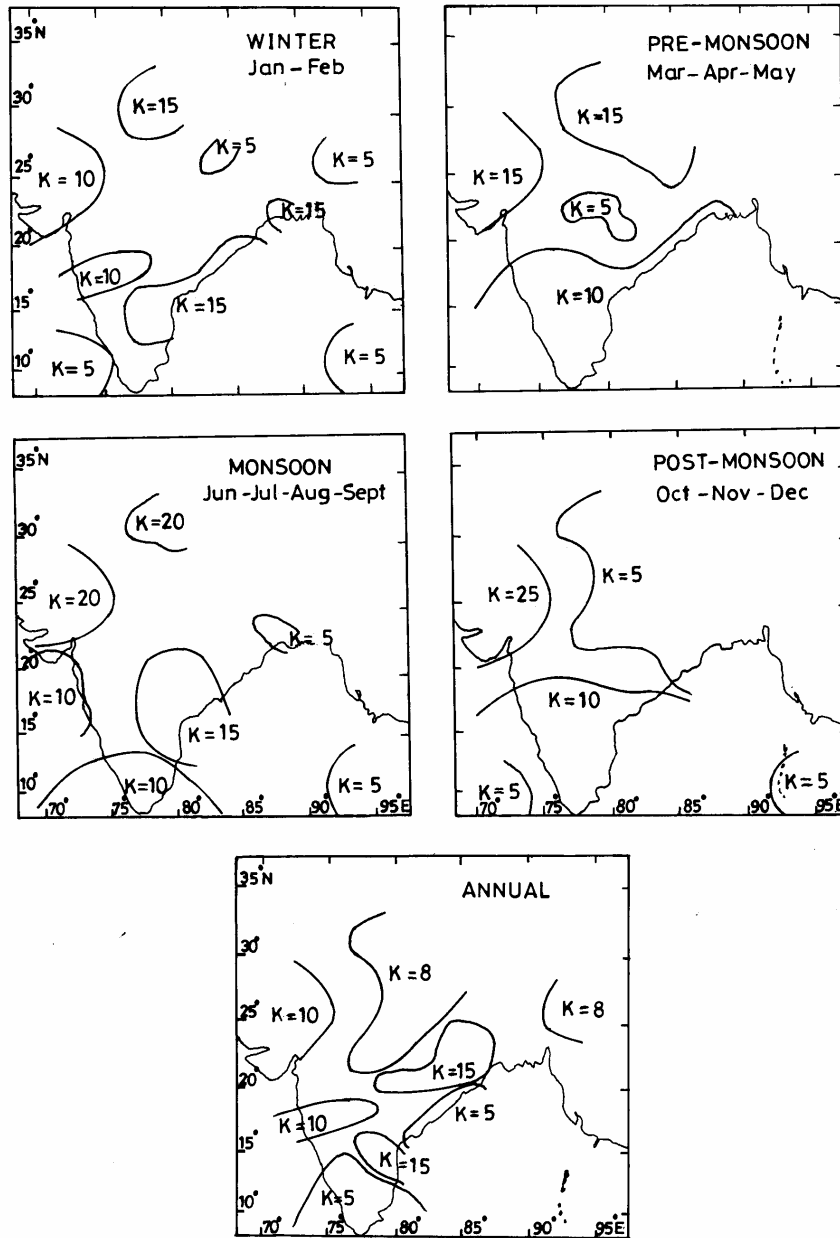 35°N
WINTER
Jan-Feb
30°
K=15
25°
K=5
K=5
K=10
20°
K=15
K=10
15°
K=15
10°
K=5
K=5
PRE-MONSOON
Mar-Apr-May
K=15
K=15
K=5
K=10
35°N
MONSOON
Jun-Jul-Aug-Sept
30°
K=20
25°
K=20
20°
K=5
K=10
15°
K=15
10°
K=10
K=5
70° 75° 80° 85° 90° 95°E
POST-MONSOON
Oct-Nov-Dec
K=5
K=25
K=10
K=5
K=5
70° 75° 80° 85° 90° 95°E
35°N
ANNUAL
30°
K=8
25°
K=10
K=8
20°
K=15
K=10
K=5
15°
K=15
10°
K=5
70° 75° 80° 85° 90° 95°E